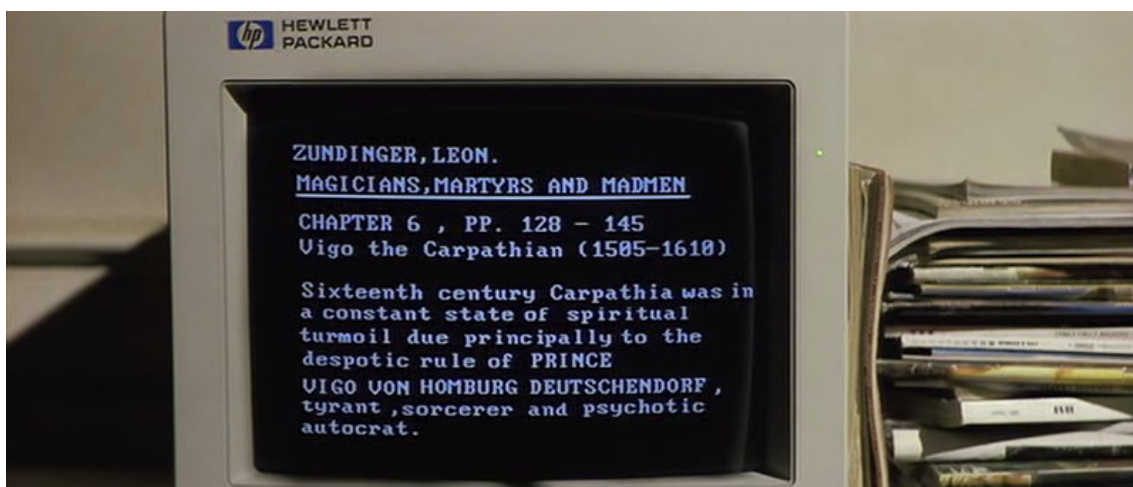 hp HEWLETT
PACKARD
ZUNDINGER,LEON.
MAGICIANS,MARTYRS AND MADMEN
CHAPTER 6 , PP. 128 - 145
Vigo the Carpathian (1505-1610)
Sixteenth century Carpathia was in
a constant state of spiritual
turmoil due principally to the
despotic rule of PRINCE
VIGO VON HOMBURG DEUTSCHENDORF,
tyrant ,sorcerer and psychotic
autocrat.